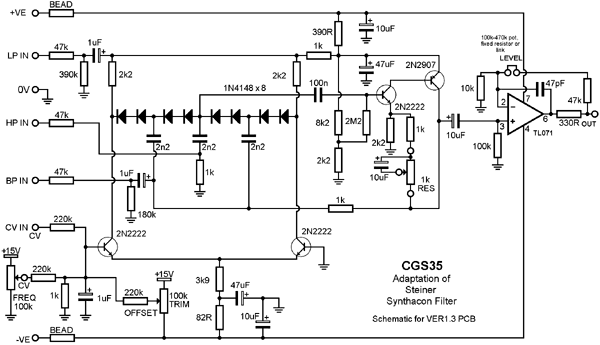 +VE BEAD
390R
10uF
100k-470k pot,
fixed resistor or
link.
LEVEL
LP IN 47k 1uF
1k
2N2907
390k
2k2
2k2
47uF
47pF
0V
1N4148 x 8
100n
10k
47k
2N2222
2
7
6
3
4
TL071
330R OUT
HP IN 47k
8k2
2M2
1k
10uF
100k
2n2
2n2
2n2
2k2
BP IN 47k
1uF
1k
10uF
1k
RES
180k
1k
CV IN 220k
CV
2N2222
2N2222
+15V
220k
CV
FREQ
100k
1k
1uF
220k
OFFSET
+15V
100k
TRIM
3k9
47uF
82R
10uF
CGS35
Adaptation of
Steiner
Synthacon Filter
Schematic for VER1.3 PCB
-VE BEAD